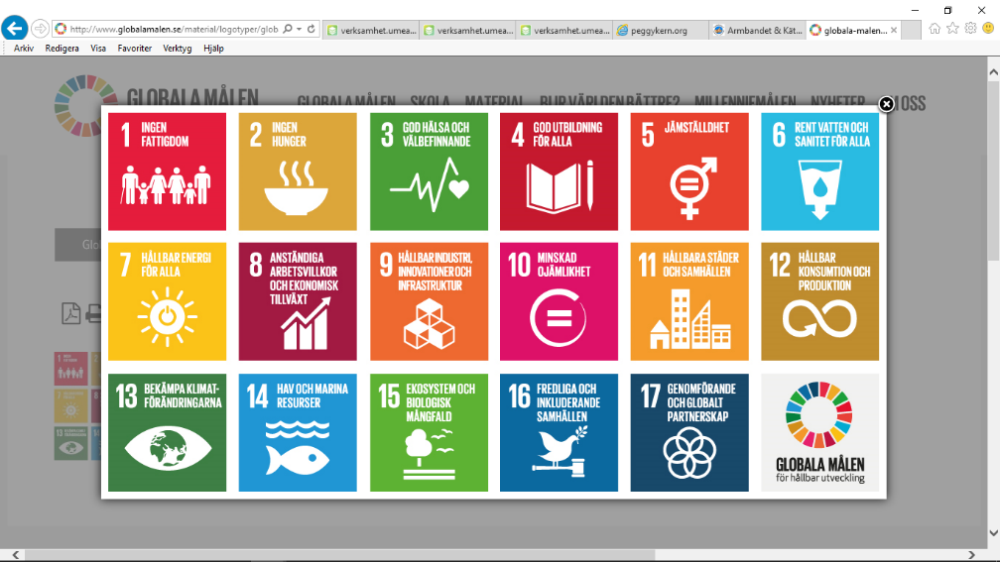 http://www.globalamalen.se/material/logotyper/glob
verksamhet.umea...
verksamhet.umea...
verksamhet.umea...
peggykern.org
Armbandet & Kät...
globala-malen...
Arkiv Redigera Visa Favoriter Verktyg Hjälp
GLOBALA MÅLEN
GLOBALA MÅLEN SKOLA MATERIAL BLIR VÄRLDEN BÄTTRE? MILLENNIEMÅLEN NYHETER OSS
Glo
1 INGEN
FATTIGDOM
2 INGEN
HUNGER
3 GOD HÄLSA OCH
VÄLBEFINNANDE
4 GOD UTBILDNING
FÖR ALLA
5 JÄMSTÄLLDHET
6 RENT VATTEN OCH
SANITET FÖR ALLA
7 HÅLLBAR ENERGI
FÖR ALLA
8 ANSTÄNDIGA
ARBETSVILLKOR
OCH EKONOMISK
TILLVÄXT
9 HÅLLBAR INDUSTRI,
INNOVATIONER OCH
INFRASTRUKTUR
10 MINSKAD
OJÄMLIKHET
11 HÅLLBARA STÄDER
OCH SAMHÄLLEN
12 HÅLLBAR
KONSUMTION OCH
PRODUKTION
13 BEKÄMPA KLIMAT-
FÖRÄNDRINGARNA
14 HAV OCH MARINA
RESURSER
15 EKOSYSTEM OCH
BIOLOGISK
MÅNGFALD
16 FREDLIGA OCH
INKLUDERANDE
SAMHÄLLEN
17 GENOMFÖRANDE
OCH GLOBALT
PARTNERSKAP
GLOBALA MÅLEN
för hållbar utveckling